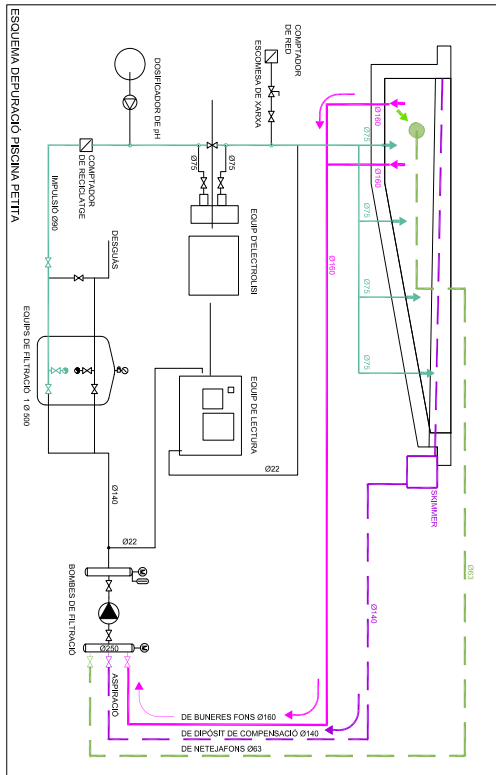 ESQUEMA DEPURACIÓ PISCINA PETITA
COMPTADOR
DE RED
ESCOMESA DE XARXA
DOSIFICADOR DE pH
COMPTADOR
DE RECICLATGE
IMPULSIÓ Ø90
DESGUÀS
EQUIPS DE FILTRACIÓ 1 Ø 500
Ø75
Ø75
EQUIP D'ELECTROLISI
EQUIP DE LECTURA
Ø22
Ø22
Ø140
Ø160
Ø160
Ø160
Ø75
Ø75
Ø75
Ø75
SKIMMER
Ø140
Ø63
M
BOMBES DE FILTRACIÓ
Ø250
M
ASPIRACIÓ
DE BUNERES FONS Ø160
DE DIPÒSIT DE COMPENSACIÓ Ø140
DE NETEJAFONS Ø63